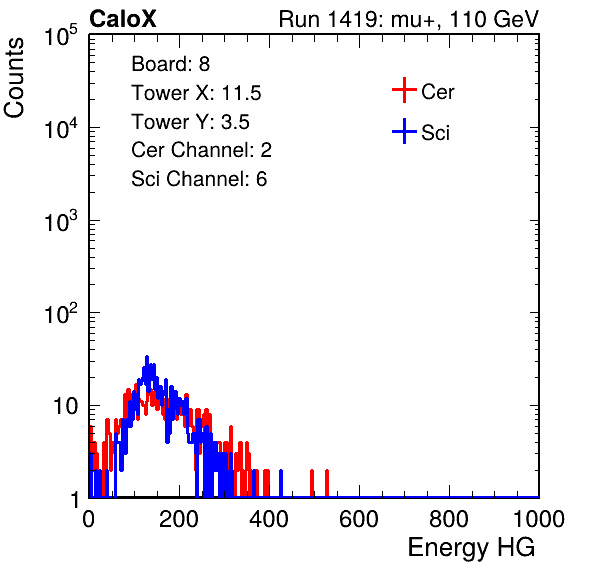 CaloX Run 1419: mu+, 110 GeV
Counts
10^5
10^4
10^3
10^2
10
1
Board: 8
Tower X: 11.5
Tower Y: 3.5
Cer Channel: 2
Sci Channel: 6
Cer
Sci
0 200 400 600 800 1000
Energy HG